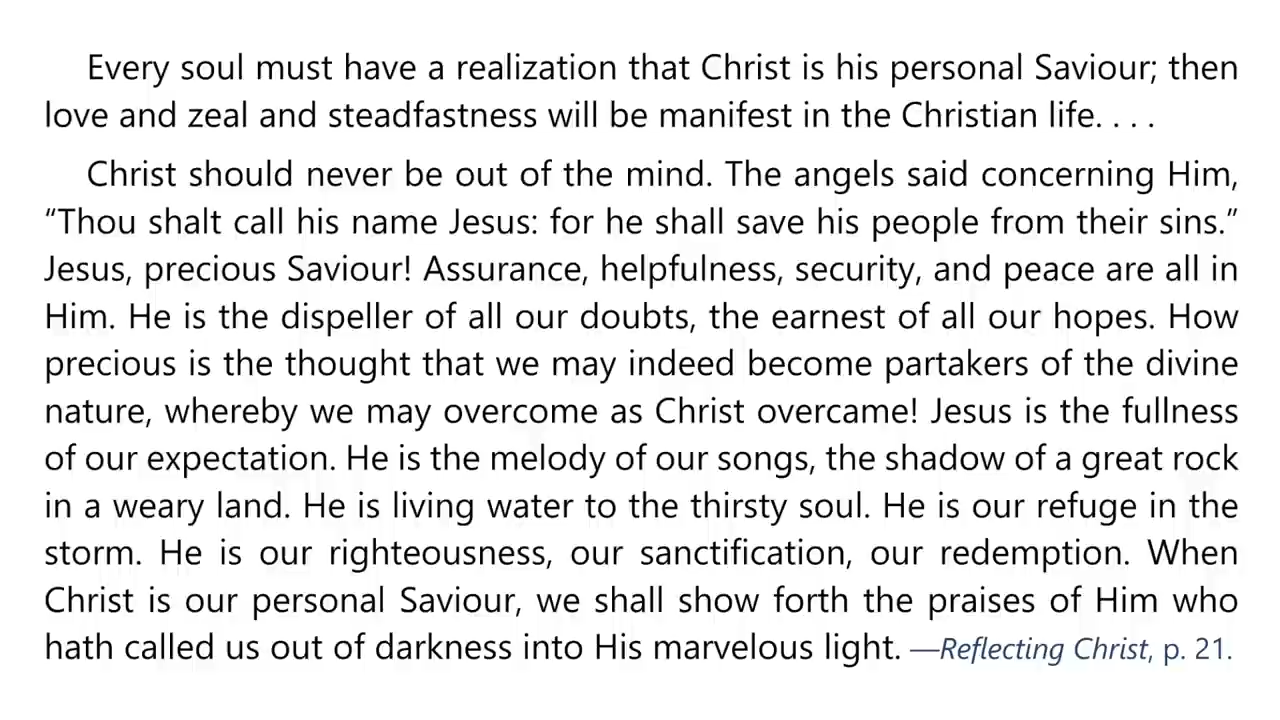 Every soul must have a realization that Christ is his personal Saviour; then
love and zeal and steadfastness will be manifest in the Christian life. . . .
Christ should never be out of the mind. The angels said concerning Him,
“Thou shalt call his name Jesus: for he shall save his people from their sins.”
Jesus, precious Saviour! Assurance, helpfulness, security, and peace are all in
Him. He is the dispeller of all our doubts, the earnest of all our hopes. How
precious is the thought that we may indeed become partakers of the divine
nature, whereby we may overcome as Christ overcame! Jesus is the fullness
of our expectation. He is the melody of our songs, the shadow of a great rock
in a weary land. He is living water to the thirsty soul. He is our refuge in the
storm. He is our righteousness, our sanctification, our redemption. When
Christ is our personal Saviour, we shall show forth the praises of Him who
hath called us out of darkness into His marvelous light. —Reflecting Christ, p. 21.